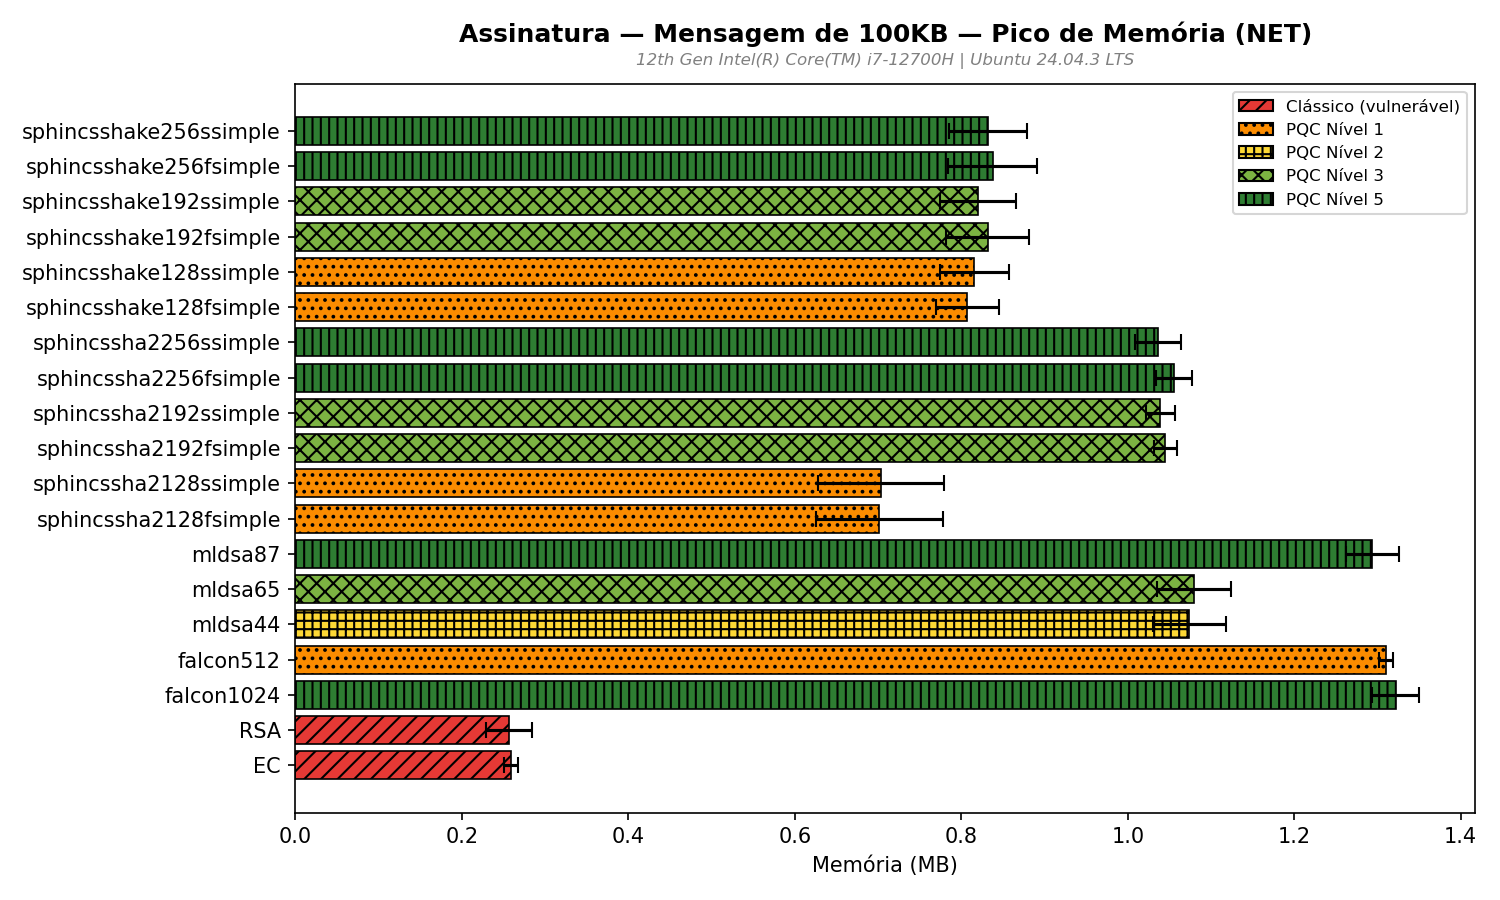 Assinatura — Mensagem de 100KB — Pico de Memória (NET)
12th Gen Intel(R) Core(TM) i7-12700H | Ubuntu 24.04.3 LTS
Clássico (vulnerável)
PQC Nível 1
PQC Nível 2
PQC Nível 3
PQC Nível 5
sphincsshake256ssimple
sphincsshake256fsimple
sphincsshake192ssimple
sphincsshake192fsimple
sphincsshake128ssimple
sphincsshake128fsimple
sphincssha2256ssimple
sphincssha2256fsimple
sphincssha2192ssimple
sphincssha2192fsimple
sphincssha2128ssimple
sphincssha2128fsimple
mldsa87
mldsa65
mldsa44
falcon512
falcon1024
RSA
EC
0.0 0.2 0.4 0.6 0.8 1.0 1.2 1.4
Memória (MB)